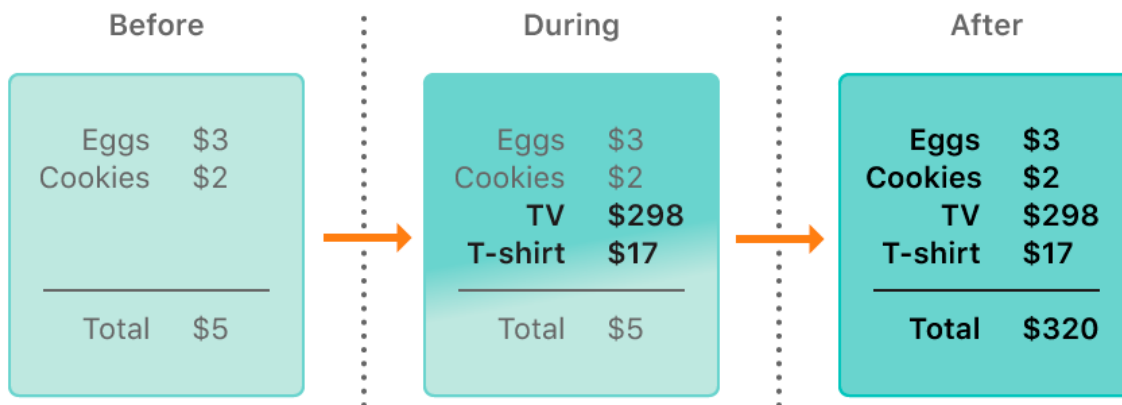 Before
During
After
Eggs $3
Cookies $2
Total $5
Eggs $3
Cookies $2
TV $298
T-shirt $17
Total $5
Eggs $3
Cookies $2
TV $298
T-shirt $17
Total $320